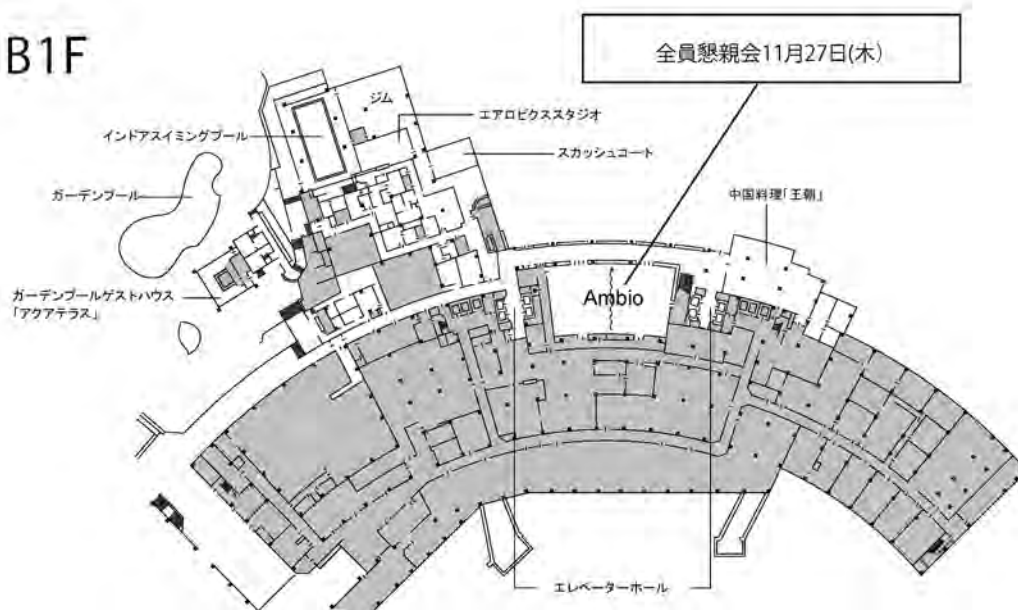 B1F
全員懇親会11月27日(木）
ジム
エアロビクススタジオ
インドアスイミングプール
スカッシュコート
ガーデンプール
中国料理「王朝」
ガーデンプールゲストハウス
「アクアテラス」
Ambio
エレベーターホール